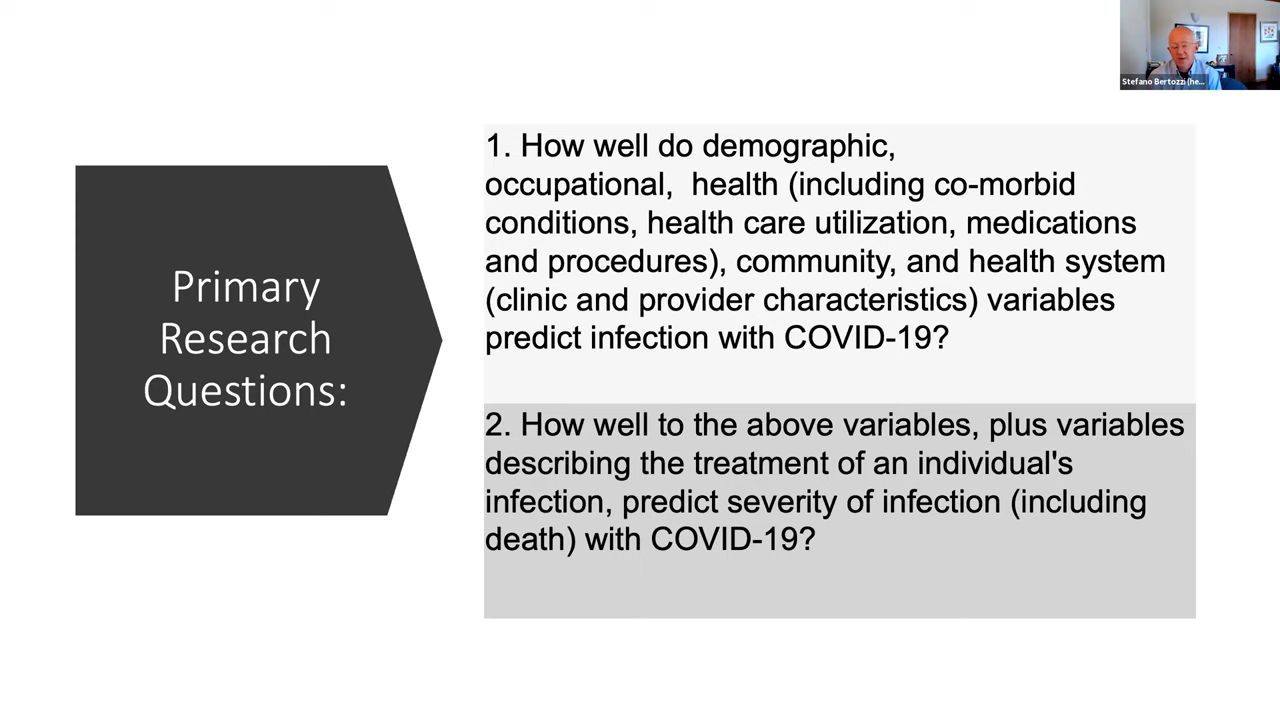 Stefano Bertozzi (he...
Primary
Research
Questions:
1. How well do demographic,
occupational,  health (including co-morbid
conditions, health care utilization, medications
and procedures), community, and health system
(clinic and provider characteristics) variables
predict infection with COVID-19?
2. How well to the above variables, plus variables
describing the treatment of an individual's
infection, predict severity of infection (including
death) with COVID-19?